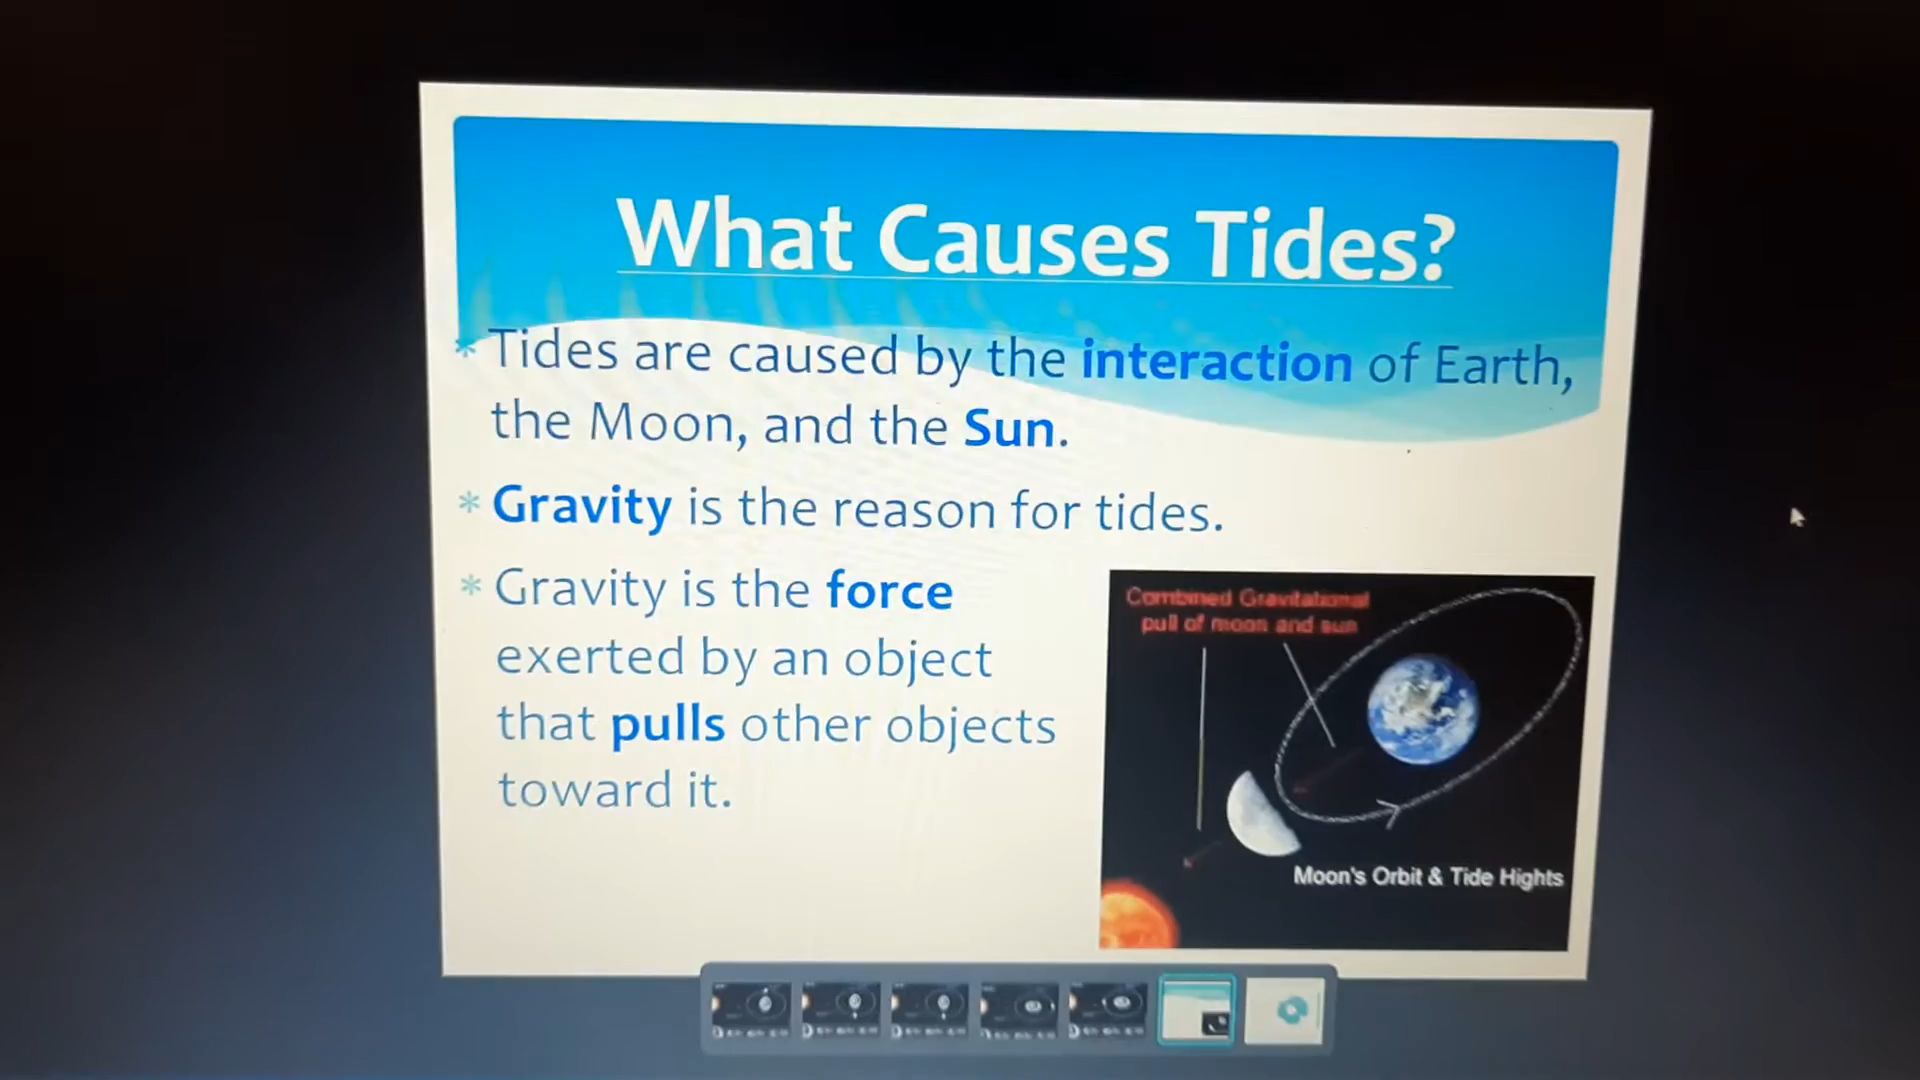 What Causes Tides?
* Tides are caused by the interaction of Earth,
the Moon, and the Sun.
* Gravity is the reason for tides.
* Gravity is the force
exerted by an object
that pulls other objects
toward it.
Combined Gravitational
pull of moon and sun
Moon's Orbit & Tide Hights